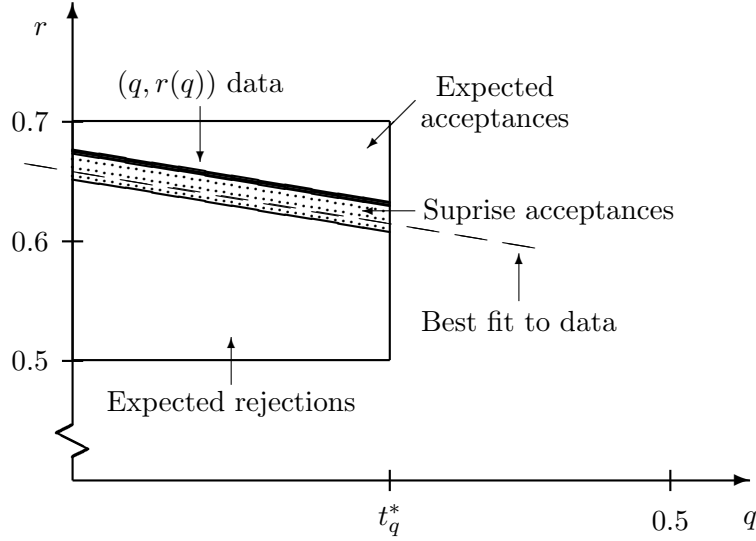 r
(q, r(q)) data
Expected
acceptances
0.7
Suprise acceptances
0.6
Best fit to data
0.5
Expected rejections
t*q
0.5
q